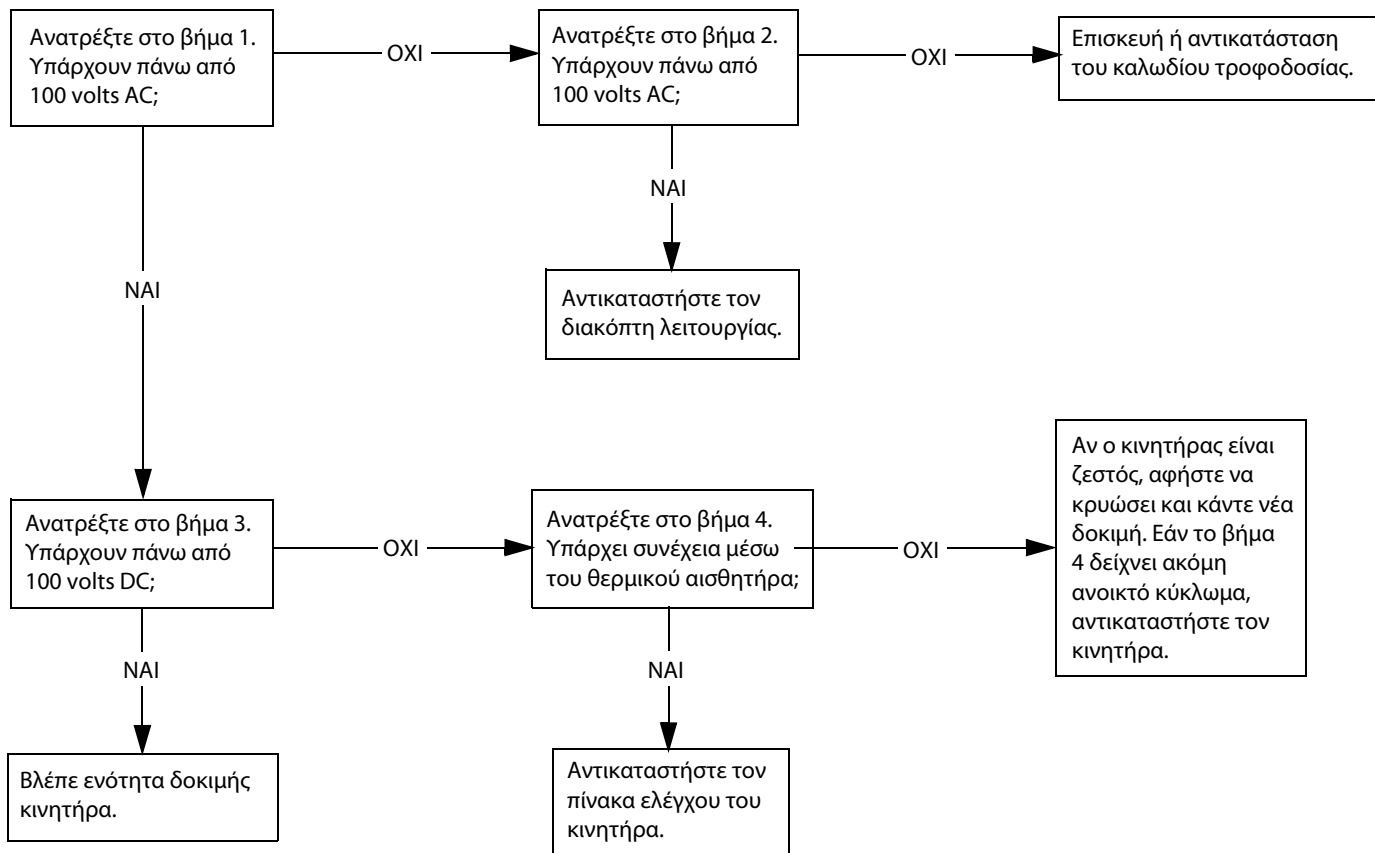 Ανατρέξτε στο βήμα 1.
Υπάρχουν πάνω από
100 volts AC;
ΟΧΙ
Ανατρέξτε στο βήμα 2.
Υπάρχουν πάνω από
100 volts AC;
ΟΧΙ
Επισκευή ή αντικατάσταση
του καλωδίου τροφοδοσίας.
ΝΑΙ
Αντικαταστήστε τον
διακόπτη λειτουργίας.
ΝΑΙ
Ανατρέξτε στο βήμα 3.
Υπάρχουν πάνω από
100 volts DC;
ΟΧΙ
Ανατρέξτε στο βήμα 4.
Υπάρχει συνέχεια μέσω
του θερμικού αισθητήρα;
ΟΧΙ
Αν ο κινητήρας είναι
ζεστός, αφήστε να
κρυώσει και κάντε νέα
δοκιμή. Εάν το βήμα
4 δείχνει ακόμη
ανοικτό κύκλωμα,
αντικαταστήστε τον
κινητήρα.
ΝΑΙ
Βλέπε ενότητα δοκιμής
κινητήρα.
ΝΑΙ
Αντικαταστήστε τον
πίνακα ελέγχου του
κινητήρα.